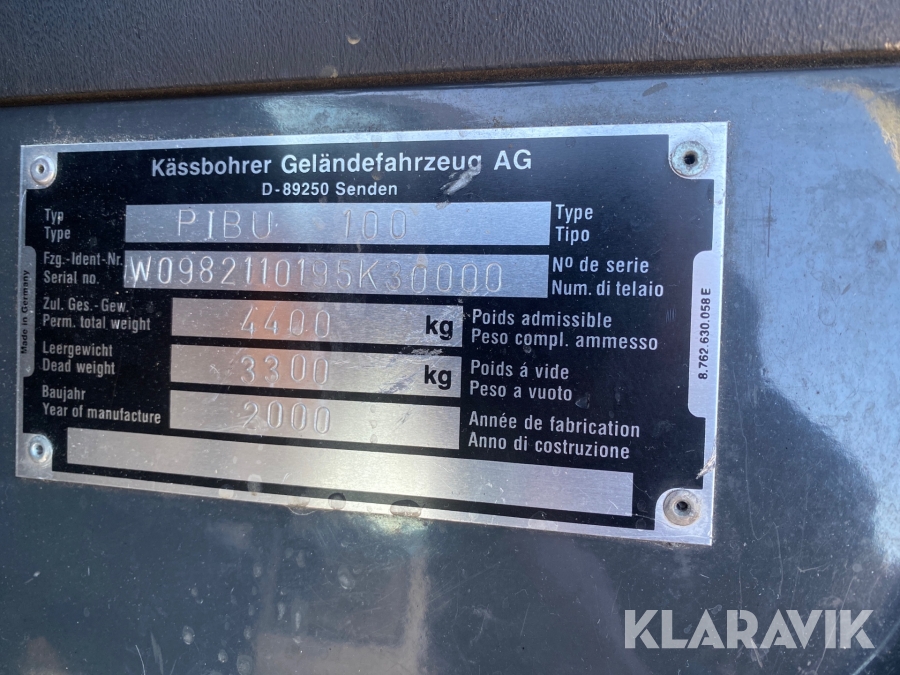 Kässbohrer Geländefahrzeug AG
D-89250 Senden
Typ
Type
PIBU 100
Type
Tipo
Fzg.-Ident-Nr.
Serial no.
W0982110195K30000
Nº de serie
Num. di telaio
Zul. Ges.-Gew.
Perm. total weight
4400 kg
Poids admissible
Peso compl. ammesso
Leergewicht
Dead weight
3300 kg
Poids á vide
Peso a vuoto
Baujahr
Year of manufacture
2000
Année de fabrication
Anno di costruzione
Made in Germany
8.762.630.058 E
KLARAVIK